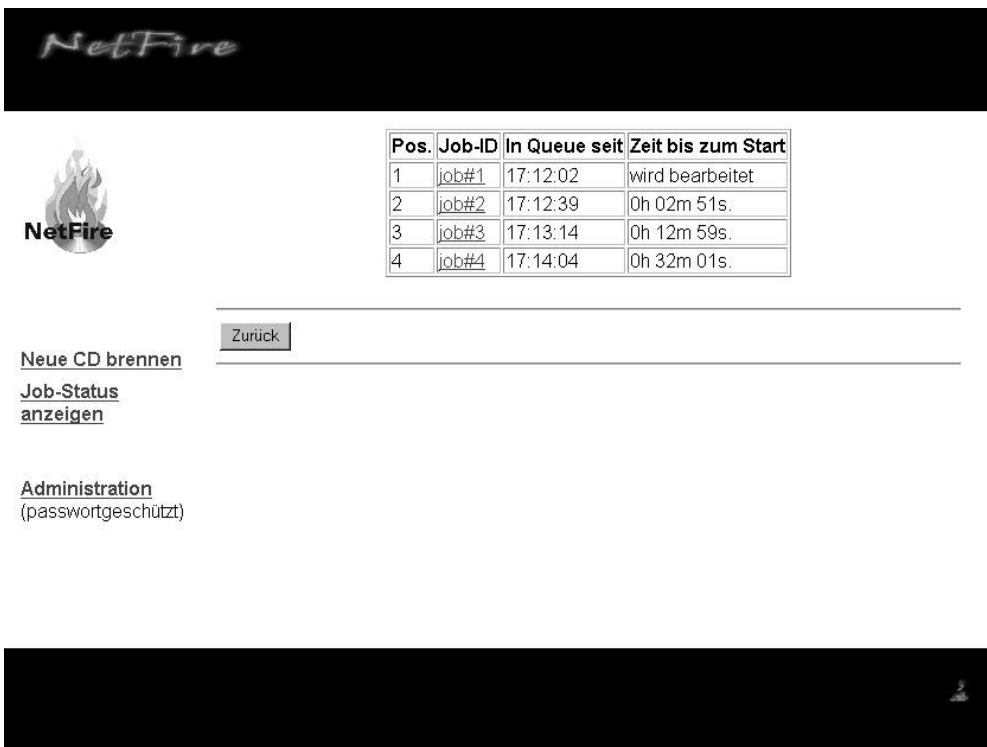 NetFire
NetFire
Pos. Job-ID In Queue seit Zeit bis zum Start
1 job#1 17:12:02 wird bearbeitet
2 job#2 17:12:39 0h 02m 51s.
3 job#3 17:13:14 0h 12m 59s.
4 job#4 17:14:04 0h 32m 01s.
Zurück
Neue CD brennen
Job-Status
anzeigen
Administration
(passwortgeschützt)